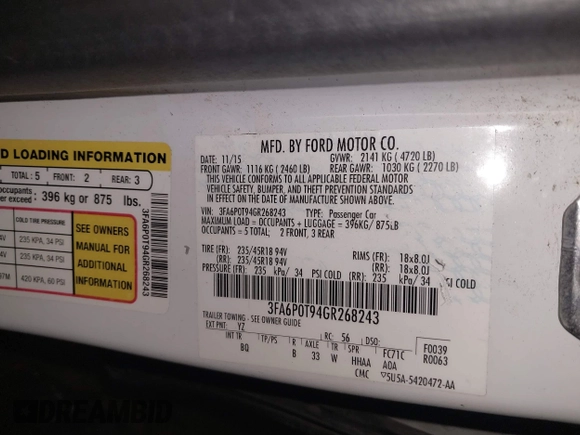 D LOADING INFORMATION
TOTAL: 5 FRONT: 2 REAR: 3
occupants
exceed: 396 kg or 875 lbs.
COLD TIRE PRESSURE
235 KPA, 34 PSI
235 KPA, 34 PSI
420 KPA, 60 PSI
SEE OWNERS
MANUAL FOR
ADDITIONAL
INFORMATION
3FA6P0T94GR268243
MFD. BY FORD MOTOR CO.
DATE: 11/15 GVWR: 2141 KG ( 4720 LB)
FRONT GAWR: 1116 KG ( 2460 LB) REAR GAWR: 1030 KG ( 2270 LB)
THIS VEHICLE CONFORMS TO ALL APPLICABLE FEDERAL MOTOR
VEHICLE SAFETY, BUMPER, AND THEFT PREVENTION STANDARDS
IN EFFECT ON THE DATE OF MANUFACTURE SHOWN ABOVE.
VIN: 3FA6P0T94GR268243 TYPE: Passenger Car
MAXIMUM LOAD = OCCUPANTS + LUGGAGE = 396KG/ 875LB
OCCUPANTS = 5 TOTAL 2 FRONT, 3 REAR
TIRE (FR): 235/45R18 94V RIMS (FR): 18x8.0J
(RR): 235/45R18 94V (RR): 18x8.0J
PRESSURE (FR): 235 kPa/ 34 PSI COLD (RR): 235 kPa/ 34 PSI COLD
3FA6P0T94GR268243
TRAILER TOWING - SEE OWNER GUIDE
EXT PNT: YZ RC: 56 DSO: F0039
INT TR TP/PS R AXLE TR SPR FC71C R0063
BQ B 33 W HHAA A0A
CMC 5U5A-5420472-AA
DREAMBID